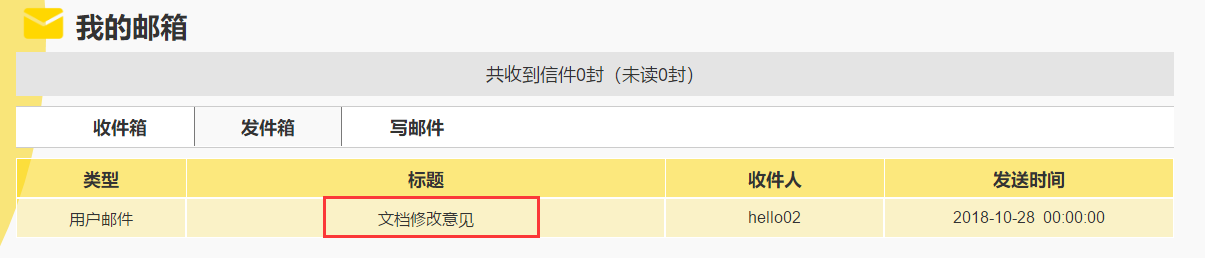 我的邮箱
共收到信件0封（未读0封）
收件箱 发件箱 写邮件
类型 标题 收件人 发送时间
用户邮件 文档修改意见 hello02 2018-10-28 00:00:00